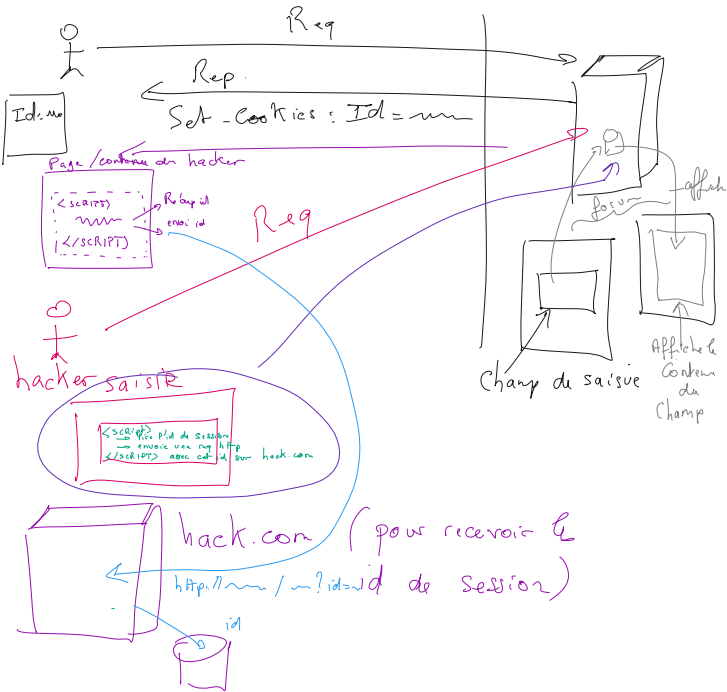 Req
Rep.
Set-Cookies: Id=
Id:
Page/contenu du hacker
<SCRIPT>
</SCRIPT>
Récup id
envoi id
Req
affiche
forum
Champ de saisie
Affiche le
Contenu
du
Champ
hacker saisie
<SCRIPT>
l'id de session
envoie une req http
</SCRIPT> avec cet id sur hack.com
hack.com (pour recevoir le
id de session)
http:// / ?id=
id